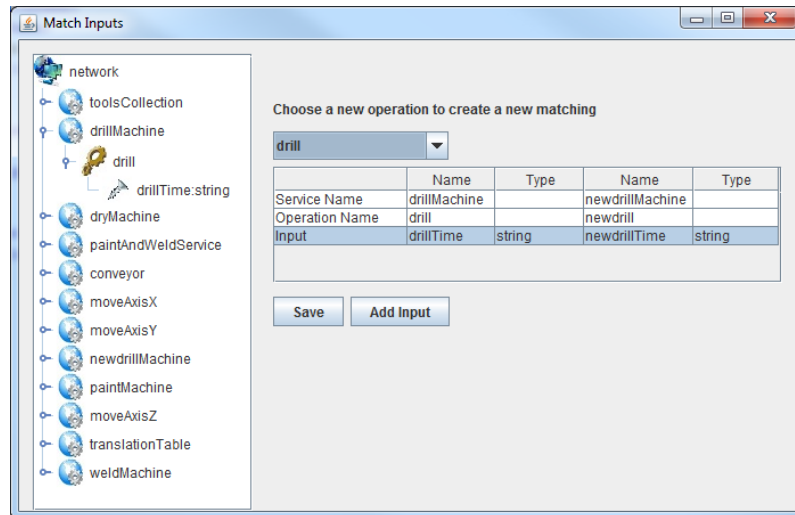 Match Inputs
network
toolsCollection
drillMachine
drill
drillTime:string
dryMachine
paintAndWeldService
conveyor
moveAxisX
moveAxisY
newdrillMachine
paintMachine
moveAxisZ
translationTable
weldMachine
Choose a new operation to create a new matching
drill
Name Type Name Type
Service Name drillMachine newdrillMachine
Operation Name drill newdrill
Input drillTime string newdrillTime string
Save Add Input